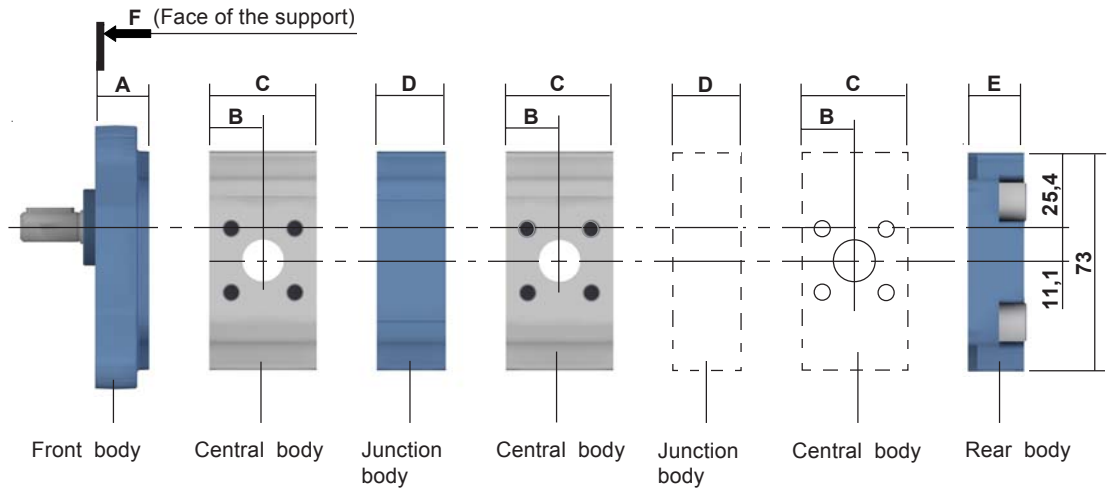 F (Face of the support)
A
C
D
C
D
C
E
B
B
B
25,4
11,1
73
Front body
Central body
Junction
body
Central body
Junction
body
Central body
Rear body